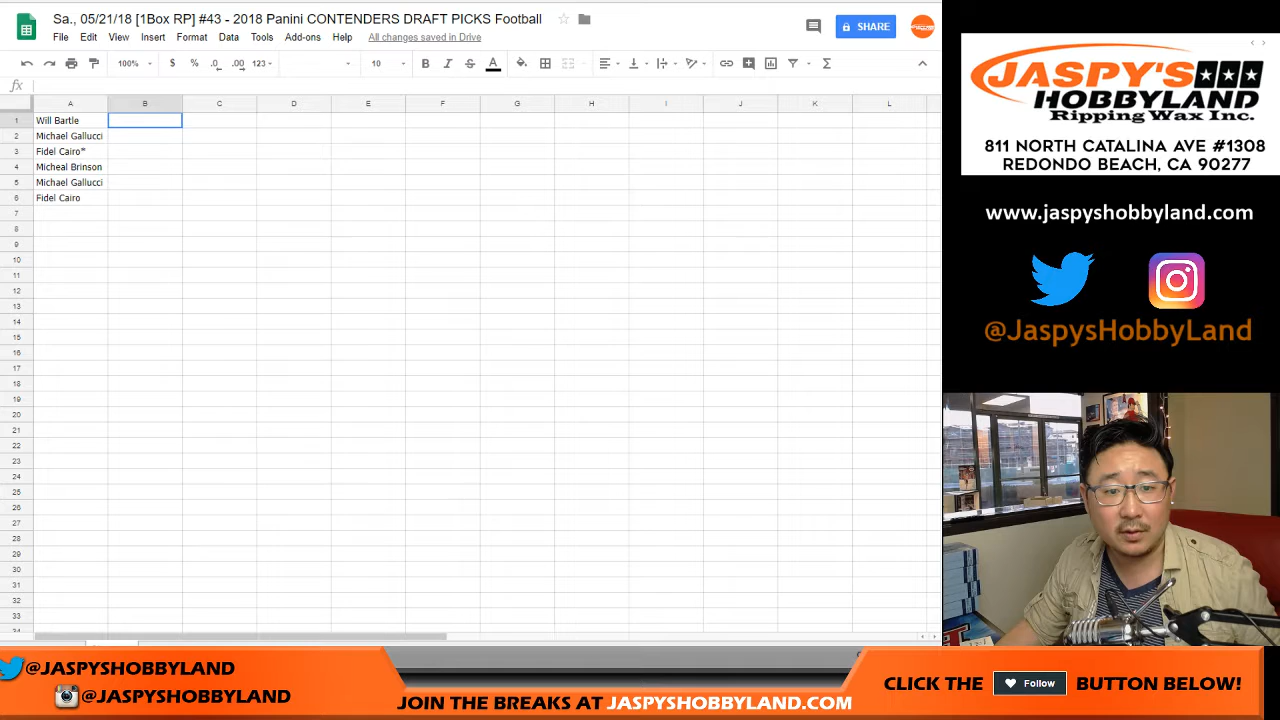 Sa., 05/21/18 [1Box RP] #43 - 2018 Panini CONTENDERS DRAFT PICKS Football
File Edit View Insert Format Data Tools Add-ons Help All changes saved in Drive
SHARE
100% $ % .0 .00 123 10 B I S A Σ
fx
A B C D E F G H I J K L
1 Will Bartle
2 Michael Gallucci
3 Fidel Cairo*
4 Micheal Brinson
5 Michael Gallucci
6 Fidel Cairo
7
8
9
10
11
12
13
14
15
16
17
18
19
20
21
22
23
24
25
26
27
28
29
30
31
32
33
JASPY'S
HOBBYLAND
Ripping Wax Inc.
811 NORTH CATALINA AVE #1308
REDONDO BEACH, CA 90277
www.jaspyshobbyland.com
@JaspysHobbyLand
@JASPYSHOBBYLAND
@JASPYSHOBBYLAND
JOIN THE BREAKS AT JASPYSHOBBYLAND.COM
CLICK THE Follow BUTTON BELOW!